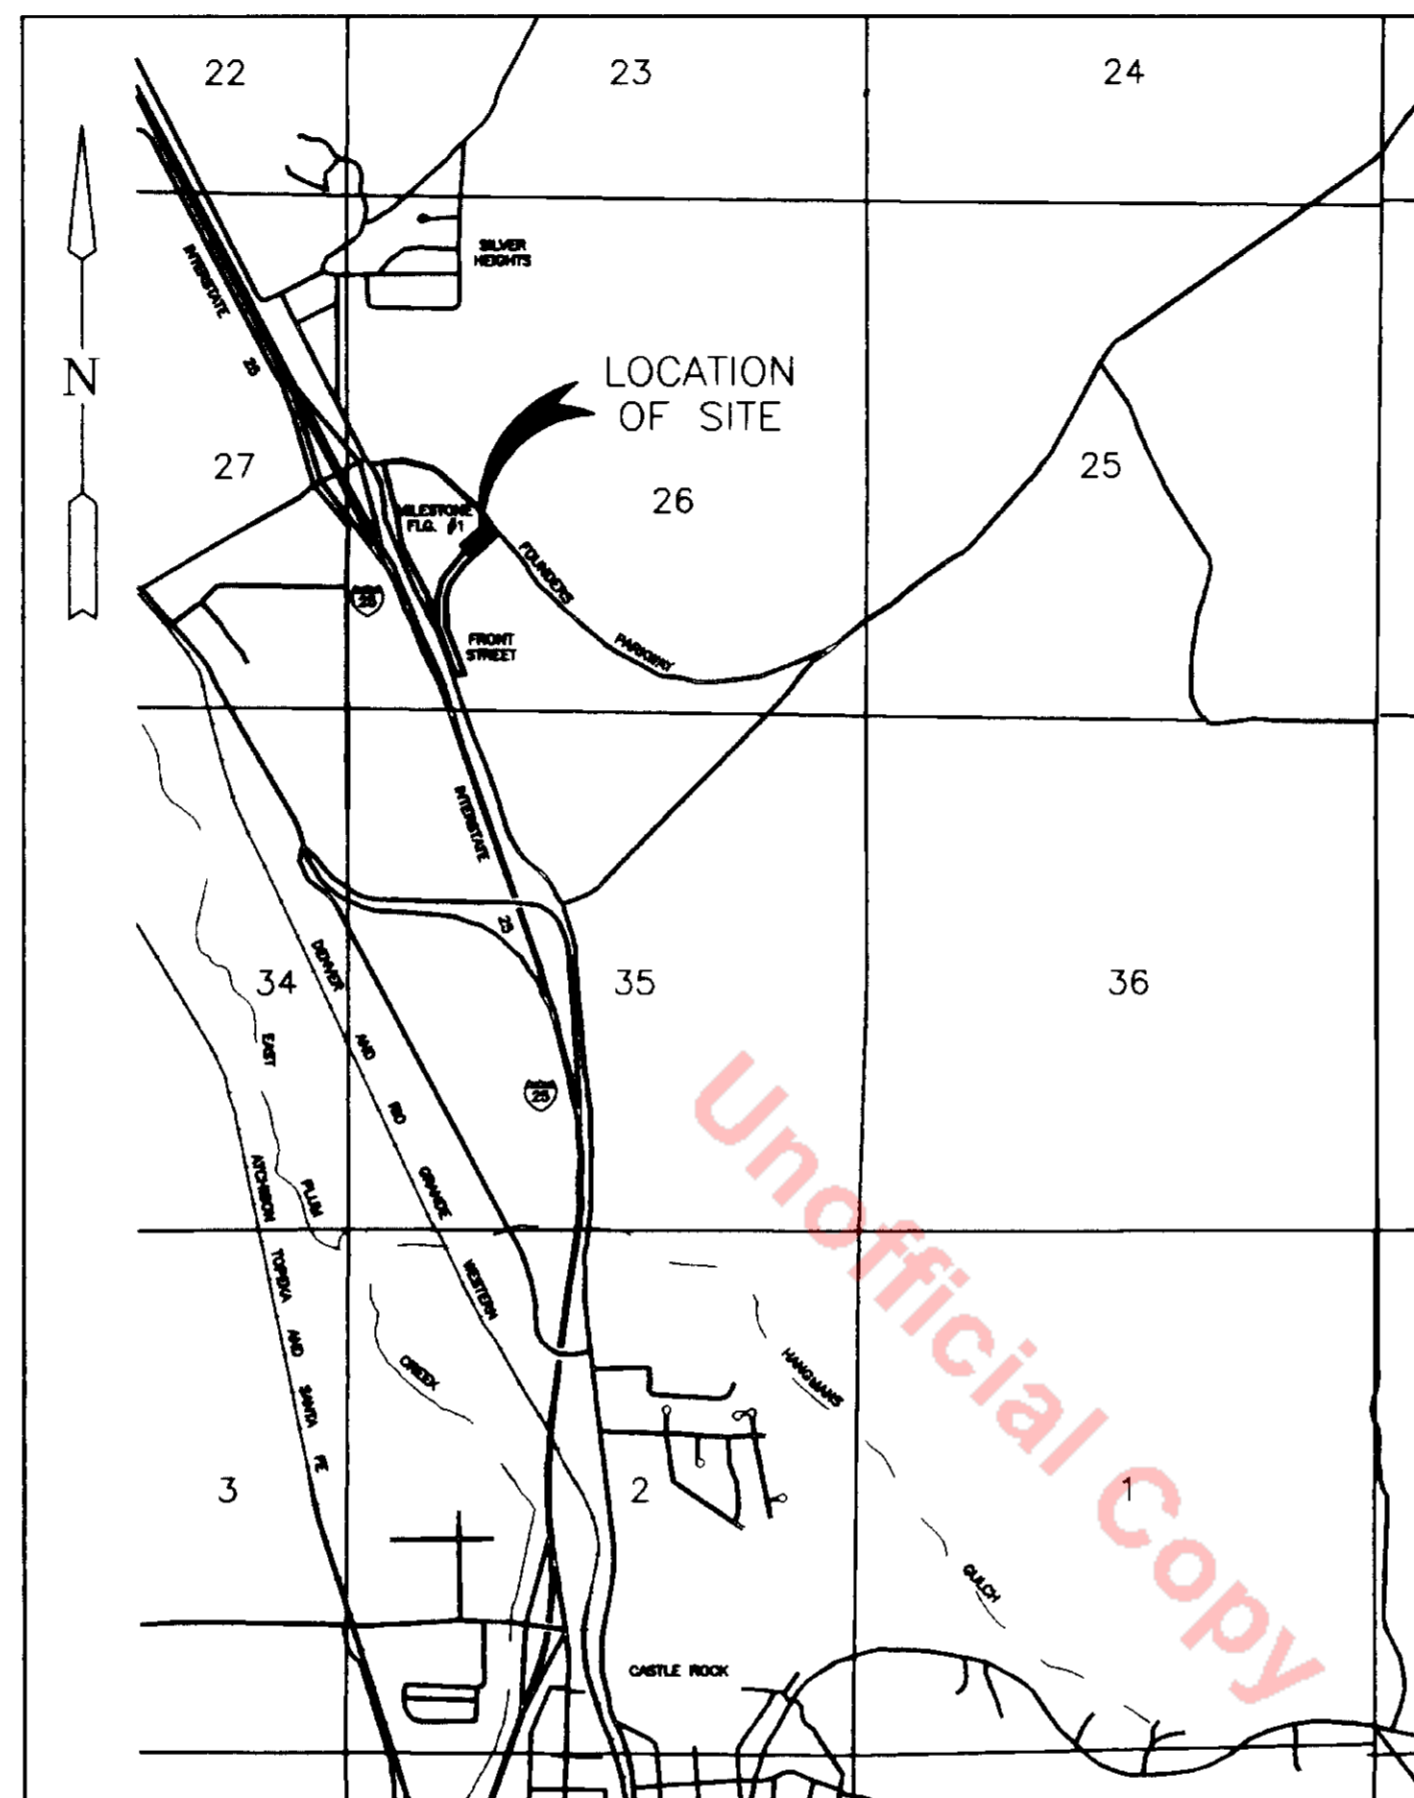 22
23
24
SILVER
HEIGHTS
INTERSTATE
25
N
LOCATION
OF SITE
27
26
25
MILESTONE
FLG. #1
FOUNDERS
PARKWAY
25
FRONT
STREET
INTERSTATE
25
34
35
36
DENVER
AND
RIO
GRANDE
WESTERN
EAST
PLUM
CREEK
25
ATCHISON
TOPEKA
AND
SANTA
FE
HANGMANS
GULCH
3
2
1
CASTLE ROCK
Unofficial Copy